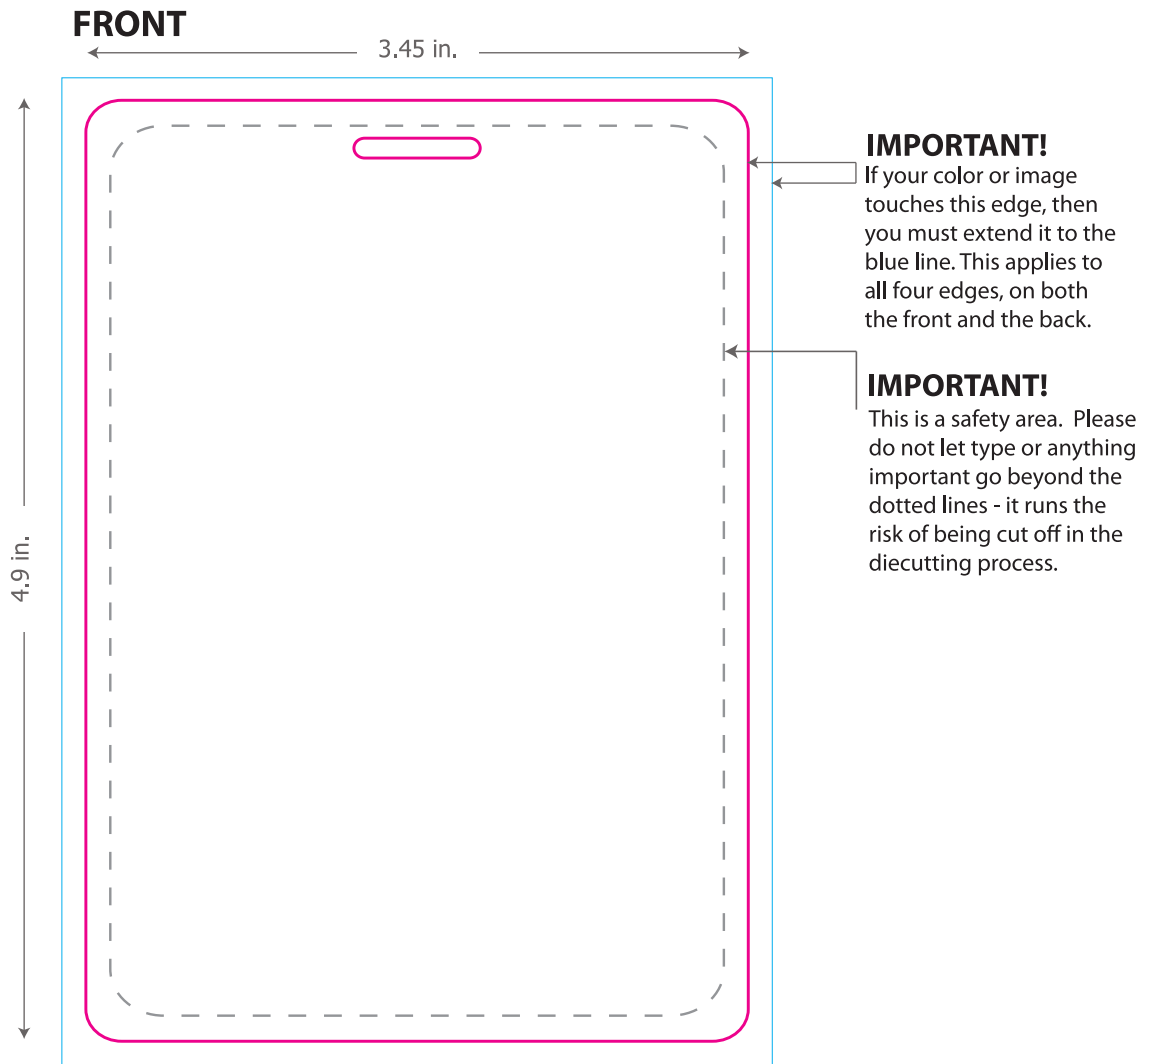 FRONT
3.45 in.
4.9 in.
IMPORTANT!
If your color or image
touches this edge, then
you must extend it to the
blue line. This applies to
all four edges, on both
the front and the back.
IMPORTANT!
This is a safety area.  Please
do not let type or anything
important go beyond the
dotted lines - it runs the
risk of being cut off in the
diecutting process.